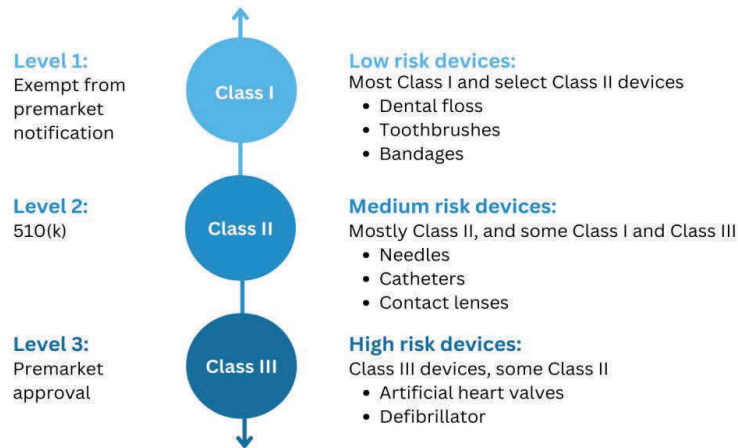 Level 1:
Exempt from
premarket
notification
Class I
Low risk devices:
Most Class I and select Class II devices
• Dental floss
• Toothbrushes
• Bandages
Level 2:
510(k)
Class II
Medium risk devices:
Mostly Class II, and some Class I and Class III
• Needles
• Catheters
• Contact lenses
Level 3:
Premarket
approval
Class III
High risk devices:
Class III devices, some Class II
• Artificial heart valves
• Defibrillator